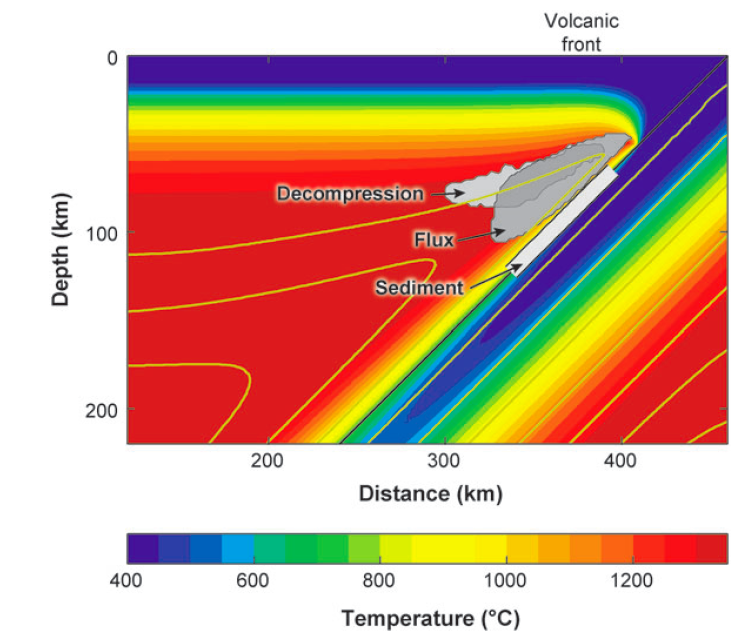 Volcanic
front
0
100
200
Depth (km)
Decompression
Flux
Sediment
200
300
400
Distance (km)
400
600
800
1000
1200
Temperature (°C)